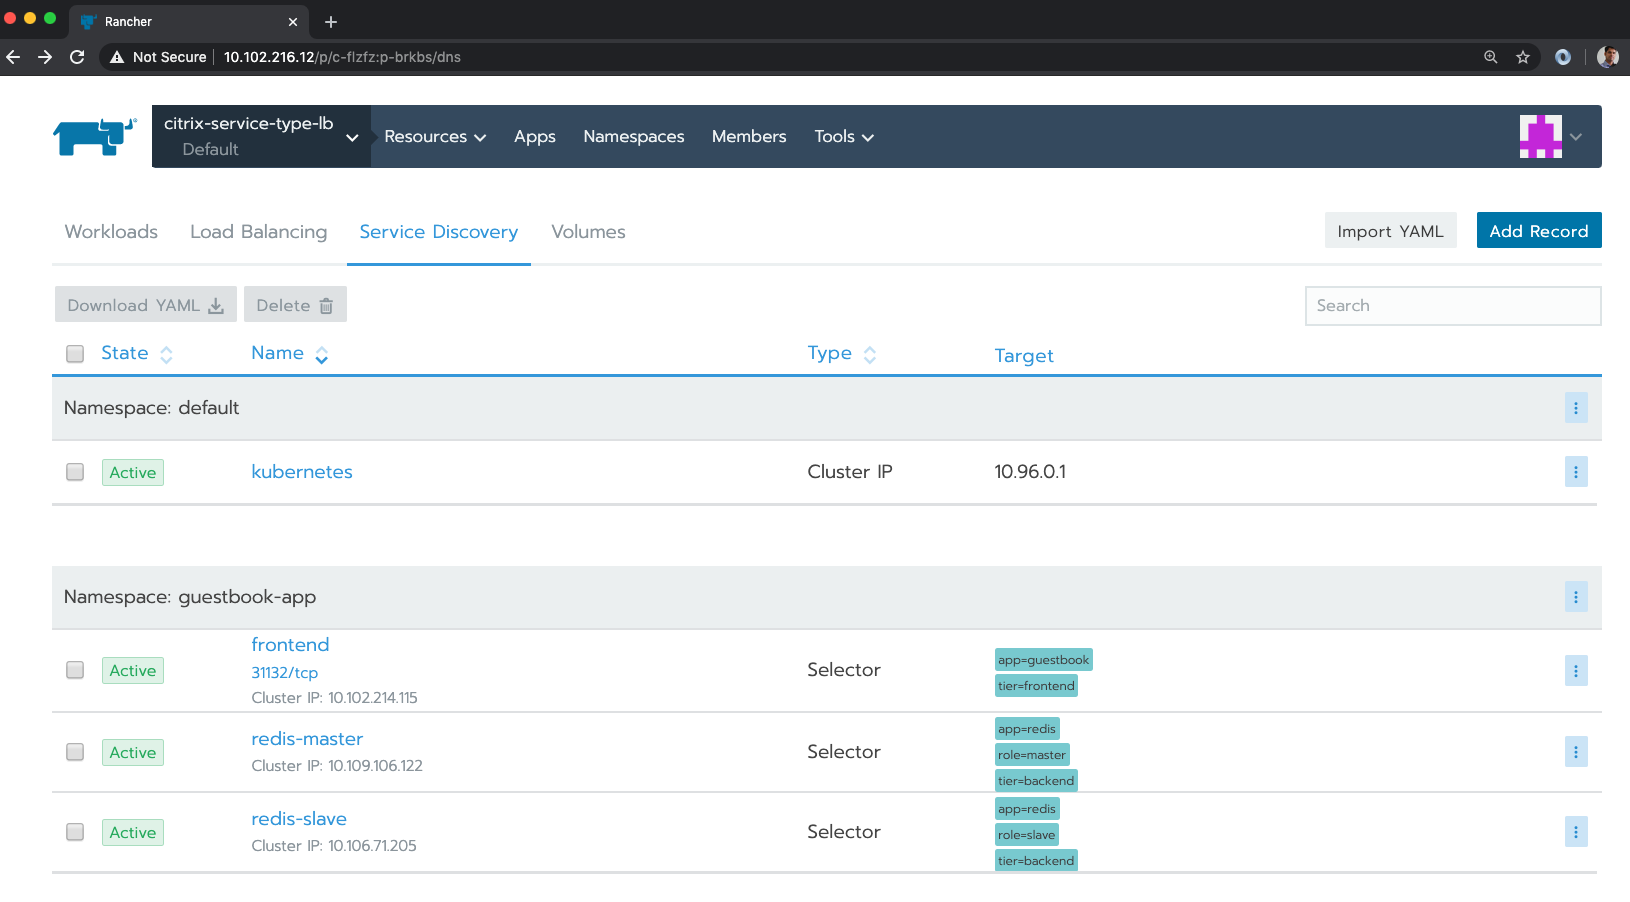 Rancher
Not Secure
10.102.216.12/p/c-flzfz:p-brkbs/dns
citrix-service-type-lb
Default
Resources
Apps
Namespaces
Members
Tools
Workloads
Load Balancing
Service Discovery
Volumes
Import YAML
Add Record
Download YAML
Delete
Search
State
Name
Type
Target
Namespace: default
Active
kubernetes
Cluster IP
10.96.0.1
Namespace: guestbook-app
Active
frontend
31132/tcp
Cluster IP: 10.102.214.115
Selector
app=guestbook
tier=frontend
Active
redis-master
Cluster IP: 10.109.106.122
Selector
app=redis
role=master
tier=backend
Active
redis-slave
Cluster IP: 10.106.71.205
Selector
app=redis
role=slave
tier=backend